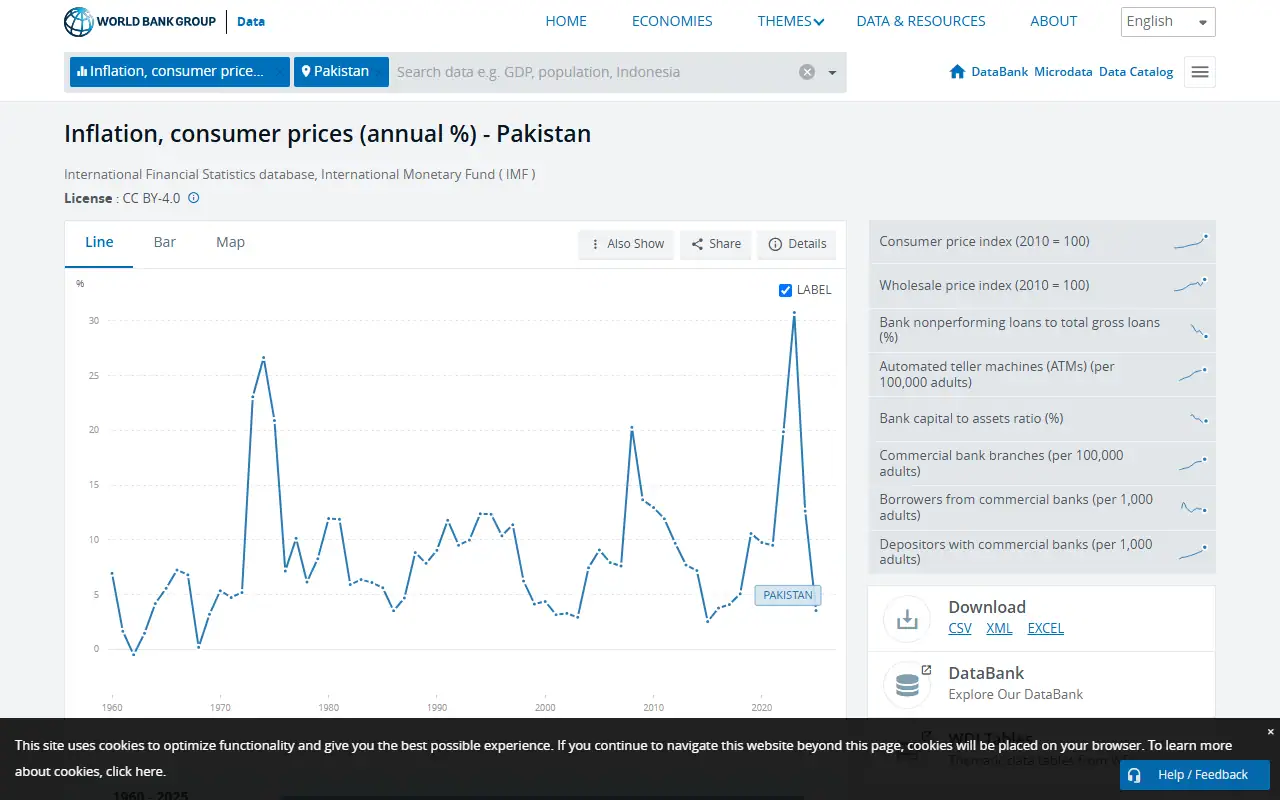 WORLD BANK GROUP Data
HOME ECONOMIES THEMES DATA & RESOURCES ABOUT English
Inflation, consumer price... Pakistan Search data e.g. GDP, population, Indonesia
DataBank Microdata Data Catalog
Inflation, consumer prices (annual %) - Pakistan
International Financial Statistics database, International Monetary Fund ( IMF )
License : CC BY-4.0
Line Bar Map Also Show Share Details
% LABEL
30
25
20
15
10
5
0
PAKISTAN
1960 1970 1980 1990 2000 2010 2020
Consumer price index (2010 = 100)
Wholesale price index (2010 = 100)
Bank nonperforming loans to total gross loans
(%)
Automated teller machines (ATMs) (per
100,000 adults)
Bank capital to assets ratio (%)
Commercial bank branches (per 100,000
adults)
Borrowers from commercial banks (per 1,000
adults)
Depositors with commercial banks (per 1,000
adults)
Download
CSV XML EXCEL
DataBank
Explore Our DataBank
WDI Tables
This site uses cookies to optimize functionality and give you the best possible experience. If you continue to navigate this website beyond this page, cookies will be placed on your browser. To learn more
about cookies, click here.
×
Help / Feedback
1960 - 2025